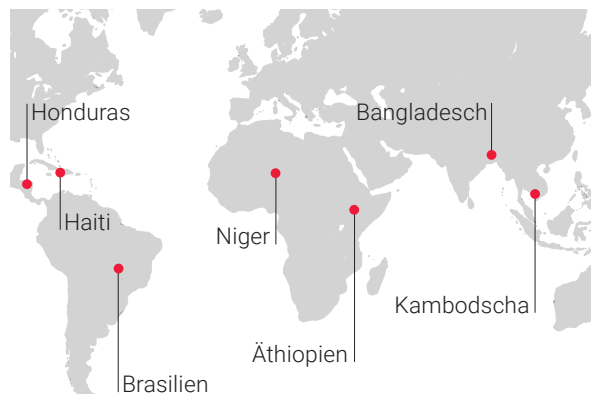 Honduras
Bangladesch
Haiti
Niger
Kambodscha
Äthiopien
Brasilien